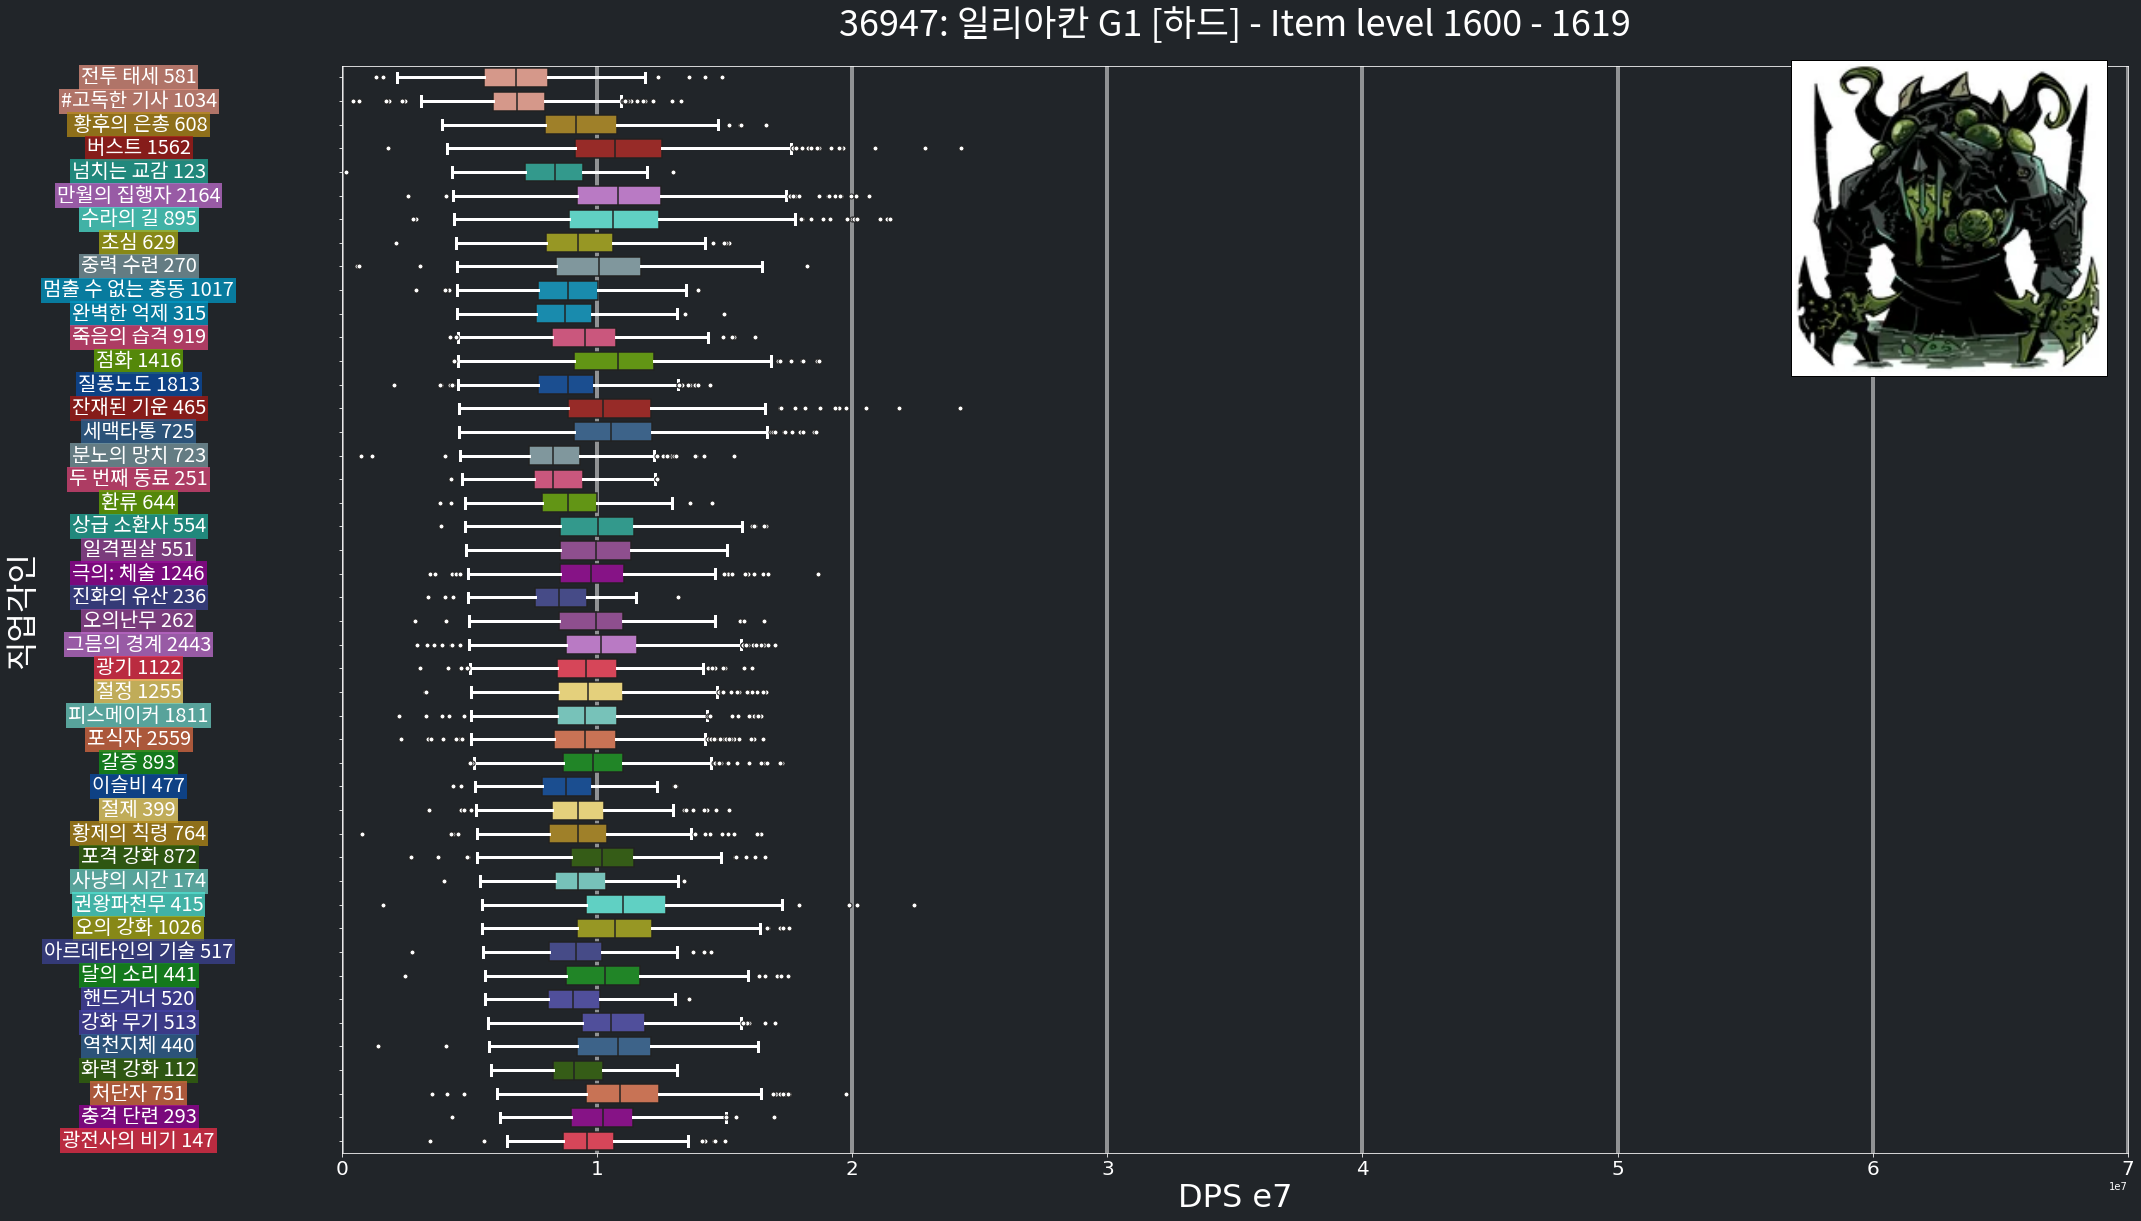 36947: 일리아칸 G1 [하드] - Item level 1600 - 1619
직업각인
전투 태세 581
#고독한 기사 1034
황후의 은총 608
버스트 1562
넘치는 교감 123
만월의 집행자 2164
수라의 길 895
초심 629
중력 수련 270
멈출 수 없는 충동 1017
완벽한 억제 315
죽음의 습격 919
점화 1416
질풍노도 1813
잔재된 기운 465
세맥타통 725
분노의 망치 723
두 번째 동료 251
환류 644
상급 소환사 554
일격필살 551
극의: 체술 1246
진화의 유산 236
오의난무 262
그믐의 경계 2443
광기 1122
절정 1255
피스메이커 1811
포식자 2559
갈증 893
이슬비 477
절제 399
황제의 칙령 764
포격 강화 872
사냥의 시간 174
권왕파천무 415
오의 강화 1026
아르데타인의 기술 517
달의 소리 441
핸드거너 520
강화 무기 513
역천지체 440
화력 강화 112
처단자 751
충격 단련 293
광전사의 비기 147
0 1 2 3 4 5 6 7
1e7
DPS e7